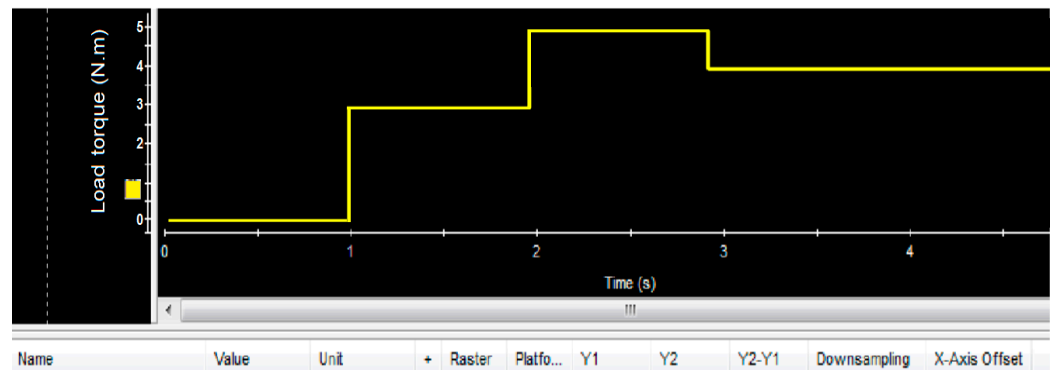 Load torque (N.m)
5
4
3
2
1
0
0 1 2 3 4
Time (s)
Name Value Unit + Raster Platfo... Y1 Y2 Y2-Y1 Downsampling X-Axis Offset